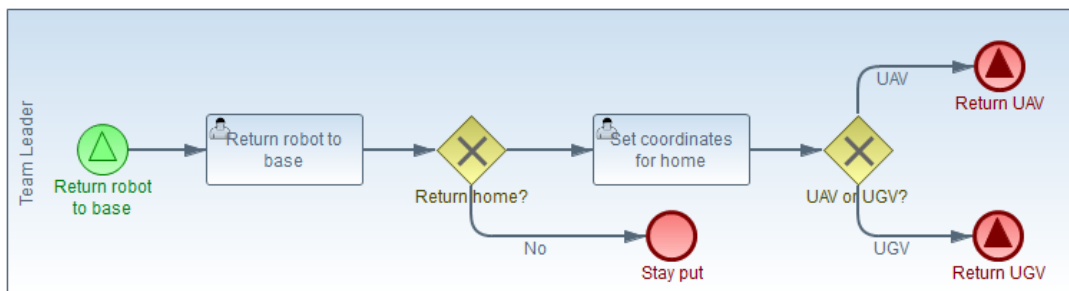 Team Leader
Return robot
to base
Return robot to
base
Return home?
No
Stay put
Set coordinates
for home
UAV or UGV?
UAV
Return UAV
UGV
Return UGV